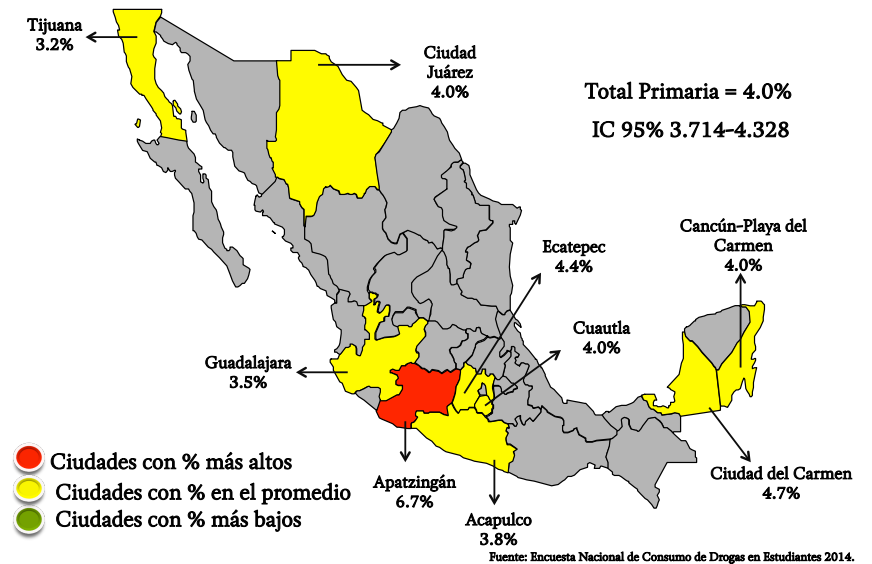 Tijuana
3.2%
Ciudad
Juárez
4.0%
Total Primaria = 4.0%
IC 95% 3.714-4.328
Cancún-Playa del
Carmen
4.0%
Ecatepec
4.4%
Cuautla
4.0%
Guadalajara
3.5%
Ciudades con % más altos
Ciudades con % en el promedio
Ciudades con % más bajos
Apatzingán
6.7%
Acapulco
3.8%
Ciudad del Carmen
4.7%
Fuente: Encuesta Nacional de Consumo de Drogas en Estudiantes 2014.